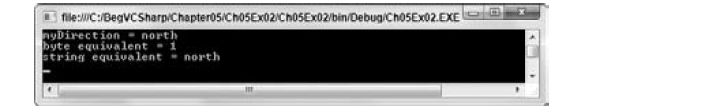 file:///C:/BegVCSharp/Chapter05/Ch05Ex02/Ch05Ex02/bin/Debug/Ch05Ex02.EXE
myDirection = north
byte equivalent = 1
string equivalent = north